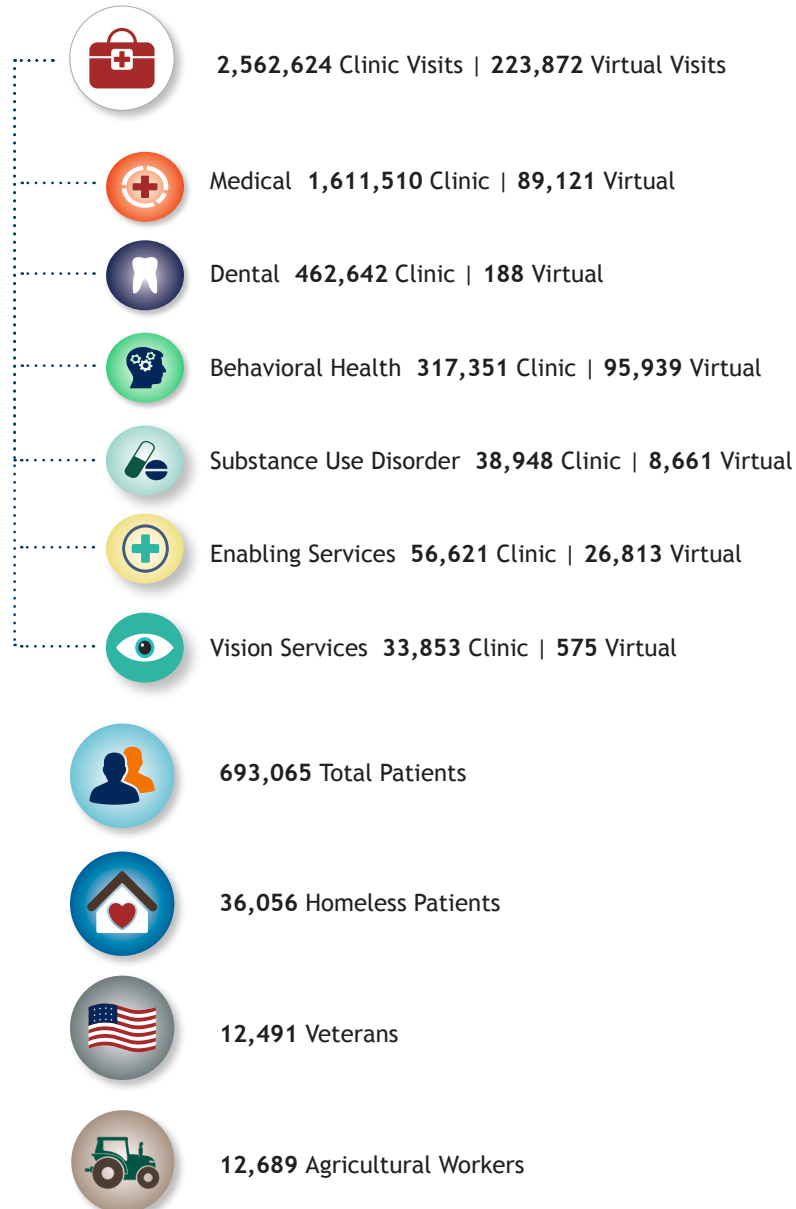 2,562,624 Clinic Visits | 223,872 Virtual Visits
Medical 1,611,510 Clinic | 89,121 Virtual
Dental 462,642 Clinic | 188 Virtual
Behavioral Health 317,351 Clinic | 95,939 Virtual
Substance Use Disorder 38,948 Clinic | 8,661 Virtual
Enabling Services 56,621 Clinic | 26,813 Virtual
Vision Services 33,853 Clinic | 575 Virtual
693,065 Total Patients
36,056 Homeless Patients
12,491 Veterans
12,689 Agricultural Workers